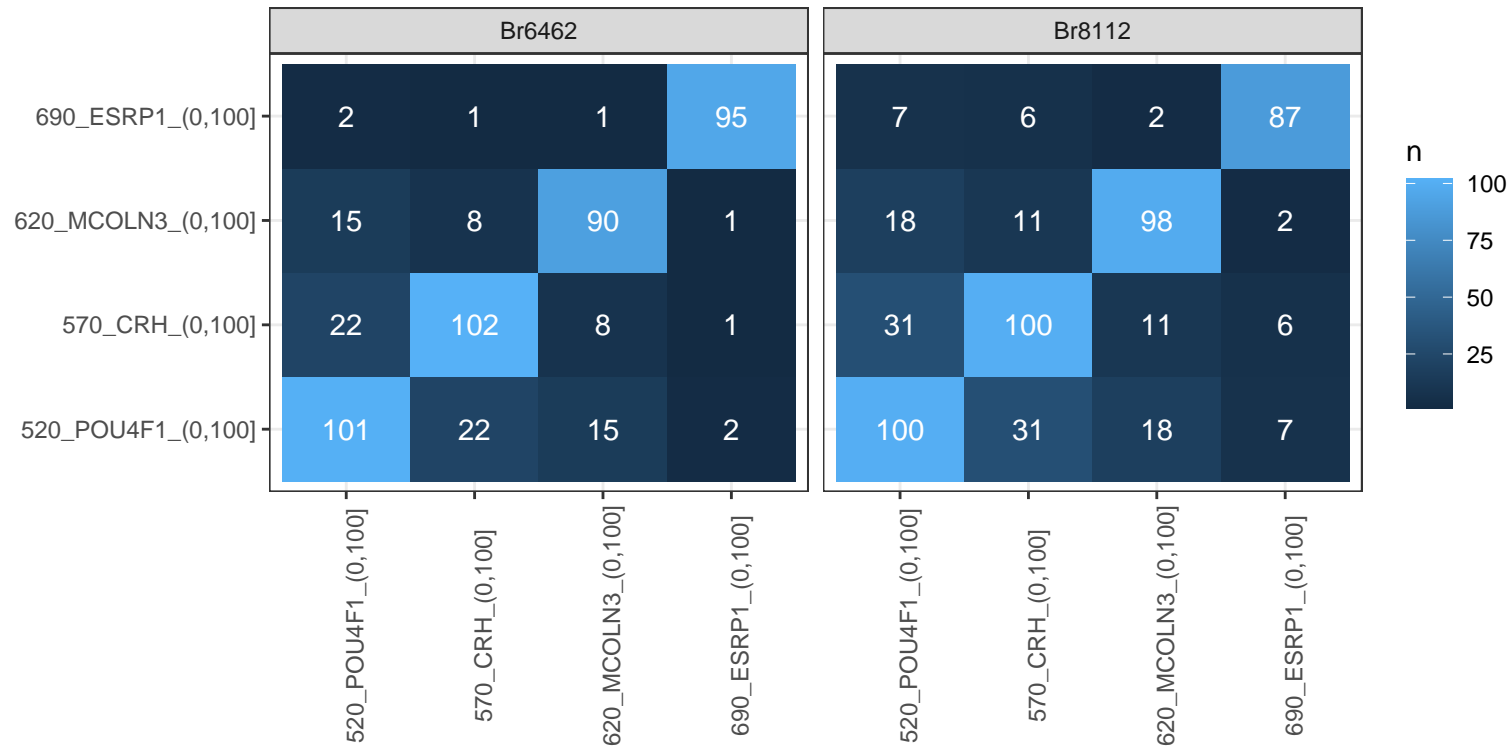 Br6462 Br8112
690_ESRP1_(0,100] 2 1 1 95 7 6 2 87
620_MCOLN3_(0,100] 15 8 90 1 18 11 98 2
570_CRH_(0,100] 22 102 8 1 31 100 11 6
520_POU4F1_(0,100] 101 22 15 2 100 31 18 7
520_POU4F1_(0,100] 570_CRH_(0,100] 620_MCOLN3_(0,100] 690_ESRP1_(0,100] 520_POU4F1_(0,100] 570_CRH_(0,100] 620_MCOLN3_(0,100] 690_ESRP1_(0,100]
n
100
75
50
25